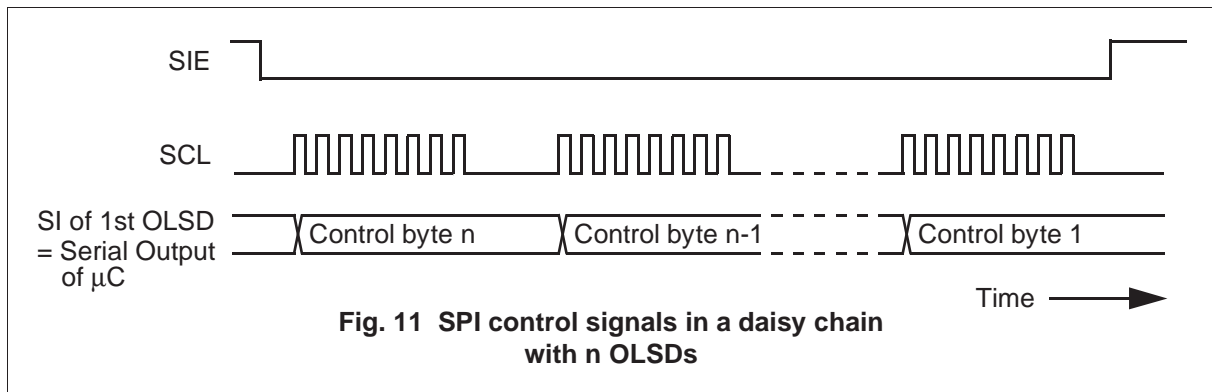 SIE
SCL
SI of 1st OLSD
= Serial Output
of μC
Control byte n
Control byte n-1
Control byte 1
Time
Fig. 11 SPI control signals in a daisy chain
with n OLSDs